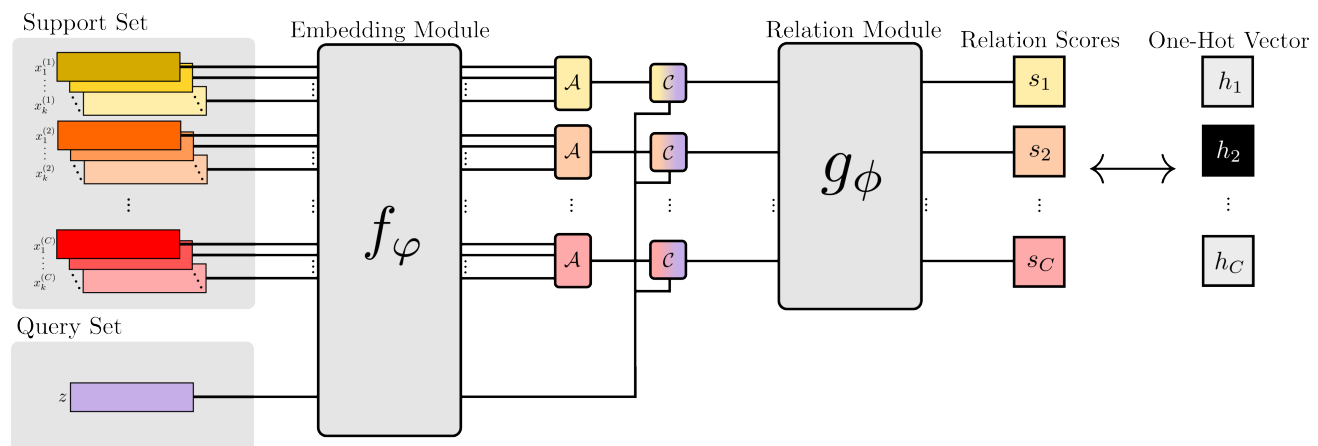 Support Set
Embedding Module
Relation Module
Relation Scores
One-Hot Vector
x_1^{(1)}
⋮
x_k^{(1)}
x_1^{(2)}
⋮
x_k^{(2)}
⋮
x_1^{(C)}
⋮
x_k^{(C)}
f_φ
𝒜
𝒜
⋮
𝒜
𝒞
𝒞
⋮
𝒞
g_ϕ
s_1
s_2
⋮
s_C
h_1
h_2
⋮
h_C
Query Set
z